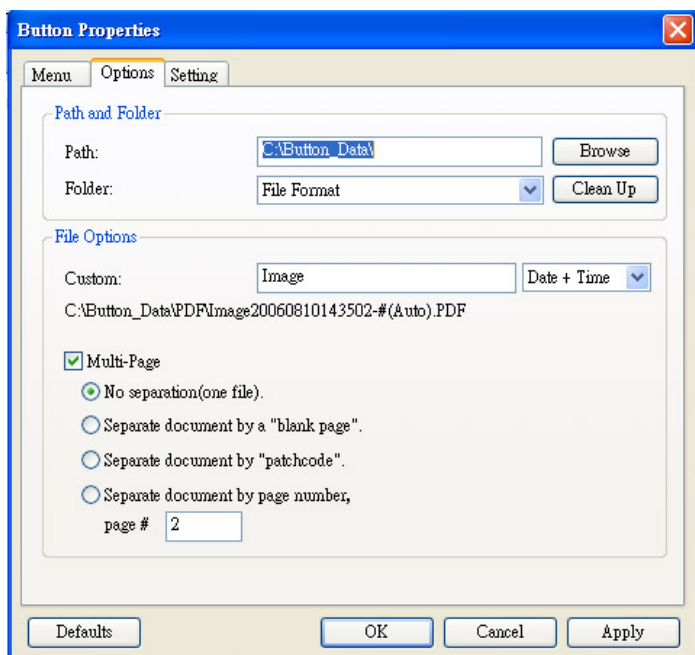 Button Properties
Menu Options Setting
Path and Folder
Path: C:\Button_Data\ Browse
Folder: File Format Clean Up
File Options
Custom: Image Date + Time
C:\Button_Data\PDF\Image20060810143502-#(Auto).PDF
Multi-Page
No separation(one file).
Separate document by a "blank page".
Separate document by "patchcode".
Separate document by page number,
page # 2
Defaults OK Cancel Apply